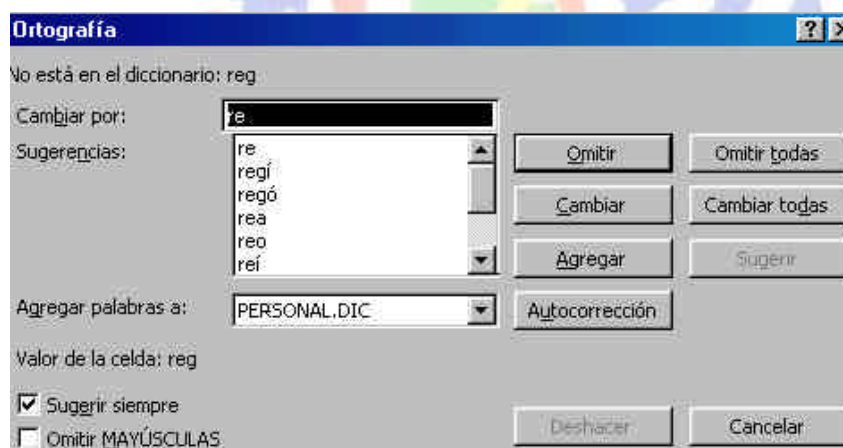 Ortografía
No está en el diccionario: reg
Cambiar por: re
Sugerencias:
re
regí
regó
rea
reo
reí
Omitir
Omitir todas
Cambiar
Cambiar todas
Agregar
Sugerir
Agregar palabras a: PERSONAL.DIC
Autocorrección
Valor de la celda: reg
Sugerir siempre
Omitir MAYÚSCULAS
Deshacer
Cancelar